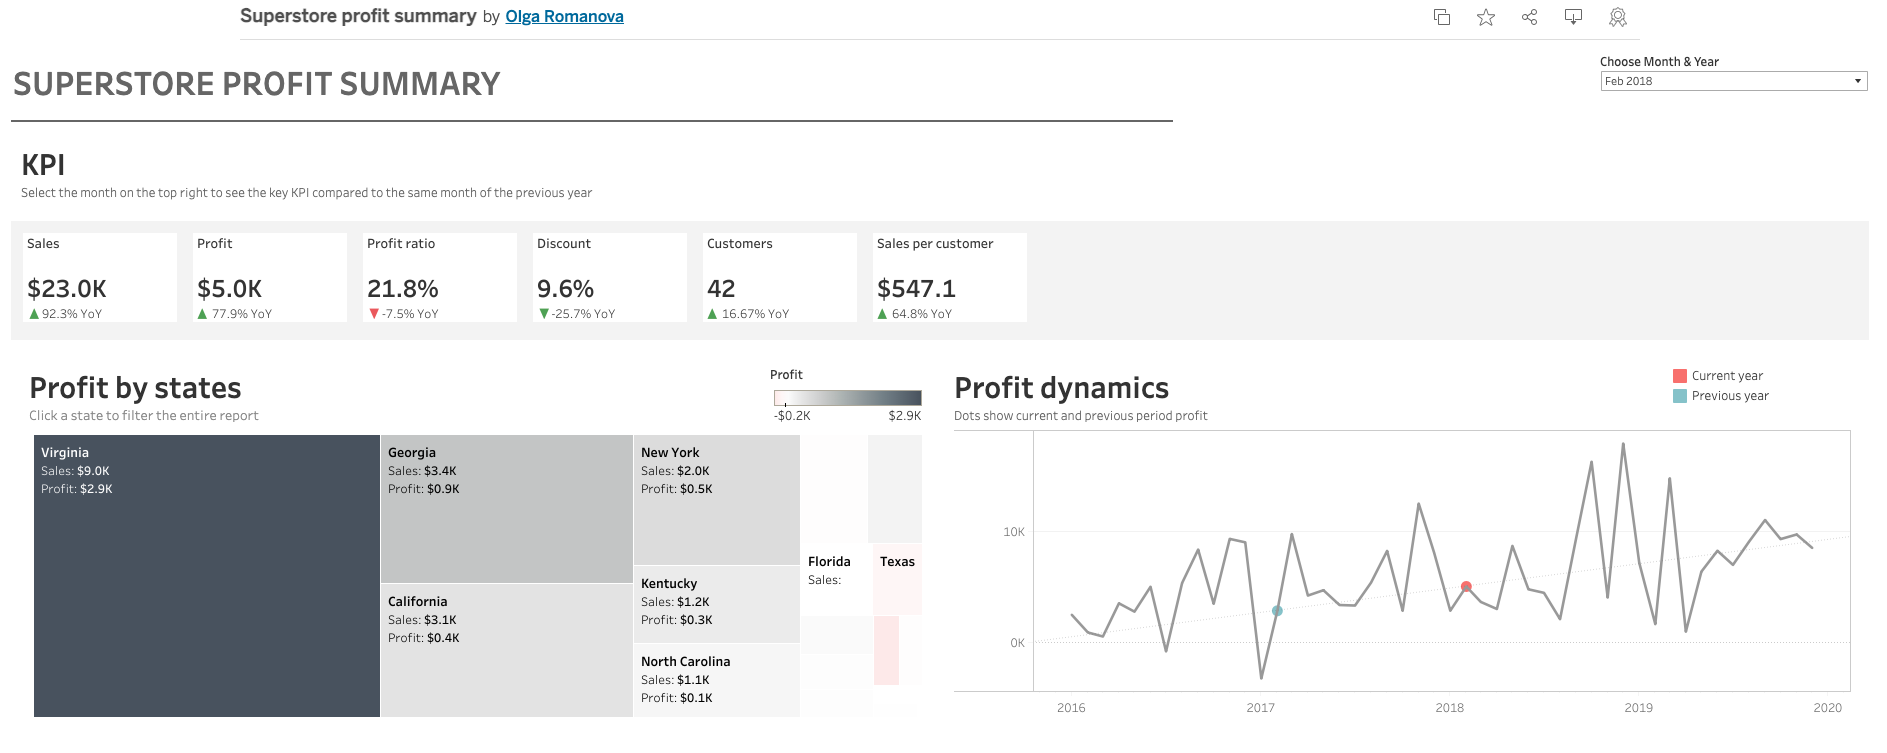 Superstore profit summary by Olga Romanova
SUPERSTORE PROFIT SUMMARY
Choose Month & Year
Feb 2018
KPI
Select the month on the top right to see the key KPI compared to the same month of the previous year
Sales
$23.0K
▲ 92.3% YoY
Profit
$5.0K
▲ 77.9% YoY
Profit ratio
21.8%
▼ -7.5% YoY
Discount
9.6%
▼ -25.7% YoY
Customers
42
▲ 16.67% YoY
Sales per customer
$547.1
▲ 64.8% YoY
Profit by states
Click a state to filter the entire report
Profit
-$0.2K $2.9K
Virginia
Sales: $9.0K
Profit: $2.9K
Georgia
Sales: $3.4K
Profit: $0.9K
California
Sales: $3.1K
Profit: $0.4K
New York
Sales: $2.0K
Profit: $0.5K
Kentucky
Sales: $1.2K
Profit: $0.3K
North Carolina
Sales: $1.1K
Profit: $0.1K
Florida
Sales:
Texas
Profit dynamics
Dots show current and previous period profit
Current year
Previous year
10K
0K
2016 2017 2018 2019 2020